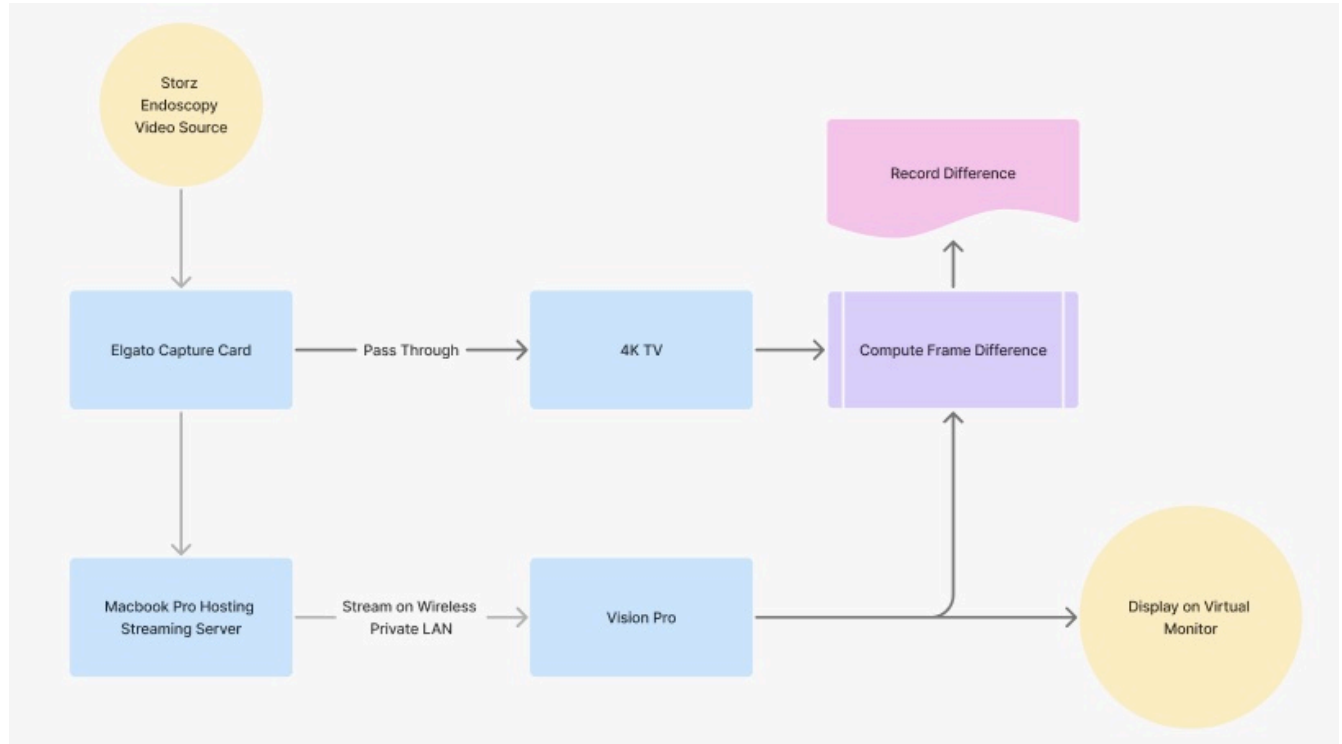 Storz
Endoscopy
Video Source
Record Difference
Elgato Capture Card
Pass Through
4K TV
Compute Frame Difference
Macbook Pro Hosting
Streaming Server
Stream on Wireless
Private LAN
Vision Pro
Display on Virtual
Monitor